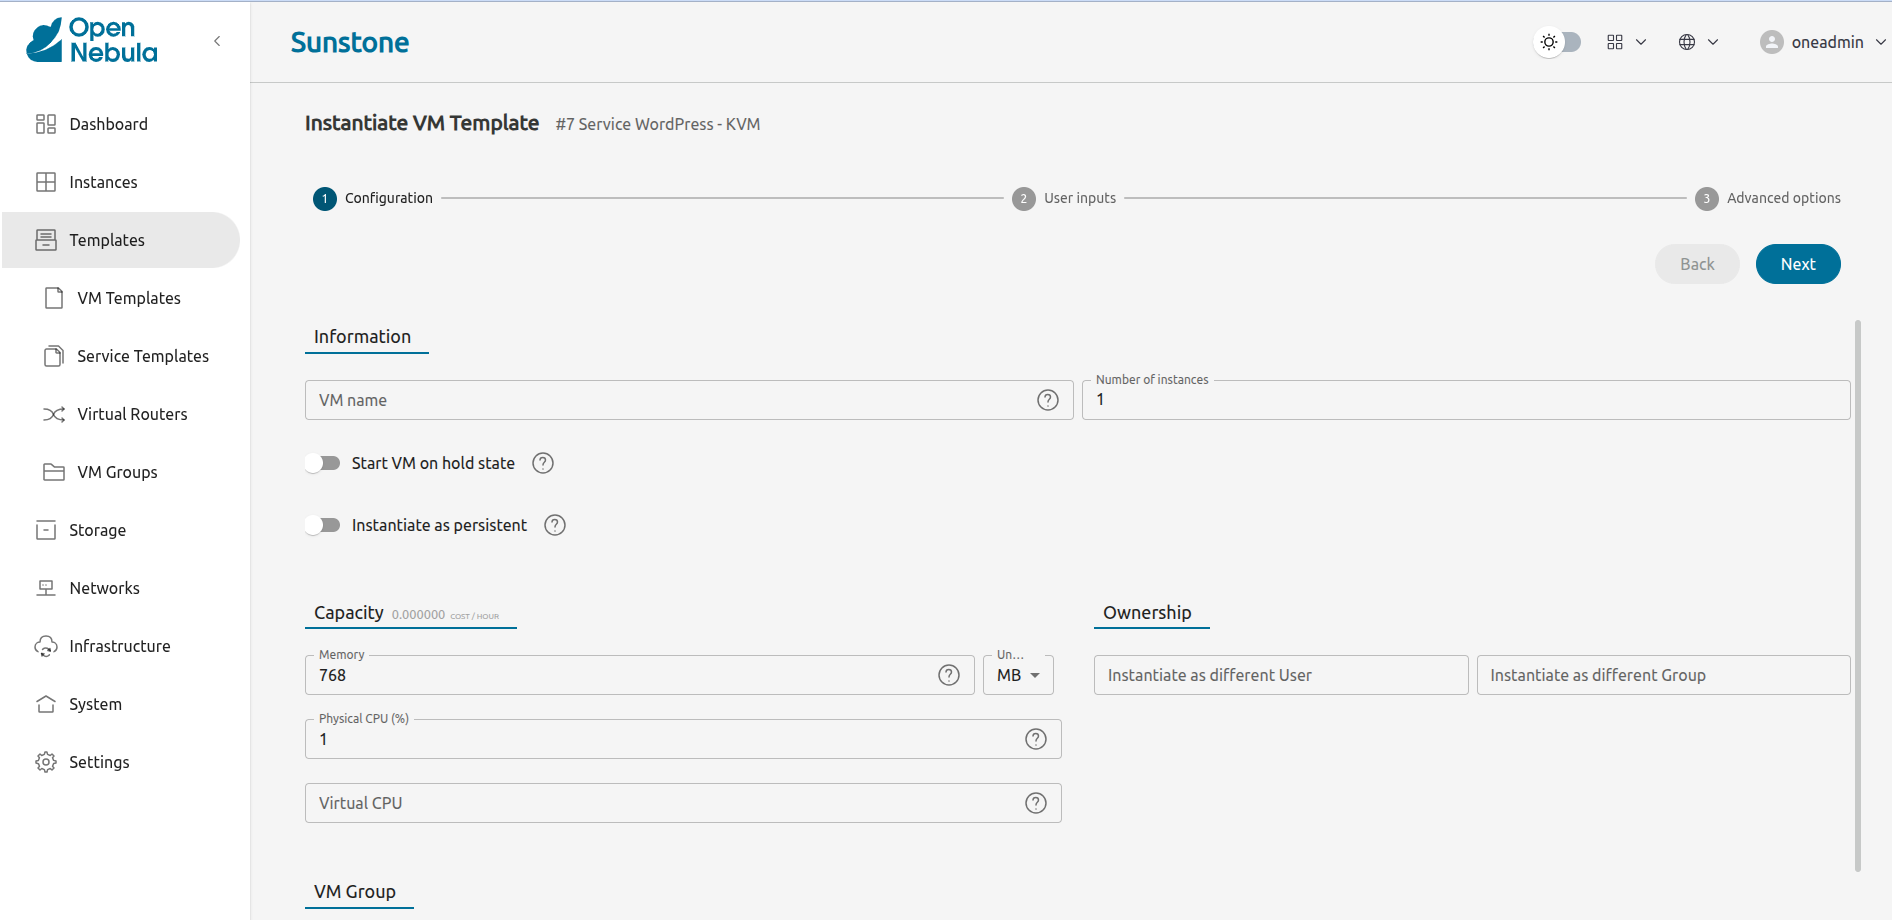 Open
Nebula
Sunstone
oneadmin
Dashboard
Instances
Templates
VM Templates
Service Templates
Virtual Routers
VM Groups
Storage
Networks
Infrastructure
System
Settings
Instantiate VM Template #7 Service WordPress - KVM
1 Configuration 2 User inputs 3 Advanced options
Back Next
Information
VM name ?
Number of instances
1
Start VM on hold state ?
Instantiate as persistent ?
Capacity 0.000000 COST / HOUR
Memory
768 ?
Un...
MB
Physical CPU (%)
1 ?
Virtual CPU ?
Ownership
Instantiate as different User Instantiate as different Group
VM Group